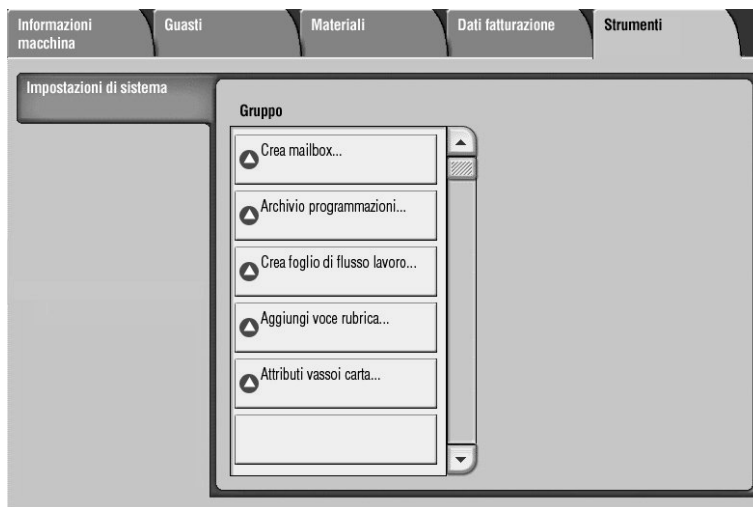 Informazioni
macchina
Guasti
Materiali
Dati fatturazione
Strumenti
Impostazioni di sistema
Gruppo
Crea mailbox...
Archivio programmazioni...
Crea foglio di flusso lavoro...
Aggiungi voce rubrica...
Attributi vassoi carta...